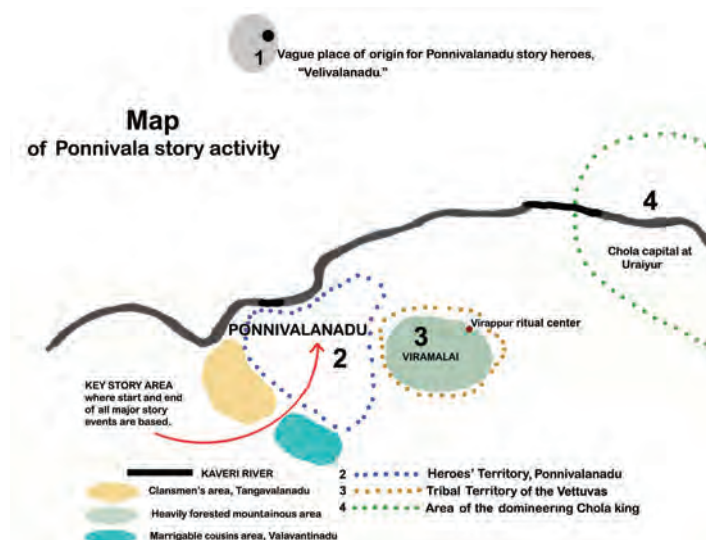 1 Vague place of origin for Ponnivalanadu story heroes,
"Velivalanadu."
Map
of Ponnivala story activity
4
Chola capital at
Uraiyur
PONNIVALANADU
2
3
VIRAMALAI
Virappur ritual center
KEY STORY AREA
where start and end
of all major story
events are based.
KAVERI RIVER
Clansmen's area, Tangavalanadu
Heavily forested mountainous area
Marrigable cousins area, Valavantinadu
2 Heroes' Territory, Ponnivalanadu
3 Tribal Territory of the Vettuvas
4 Area of the domineering Chola king